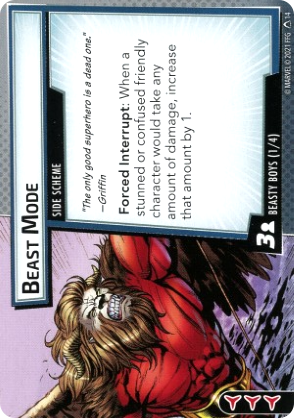 BEAST MODE
SIDE SCHEME
"The only good superhero is a dead one."
—Griffin
Forced Interrupt: When a
stunned or confused friendly
character would take any
amount of damage, increase
that amount by 1.
3
BEASTY BOYS (1/4)
© MARVEL © 2021 FFG 14